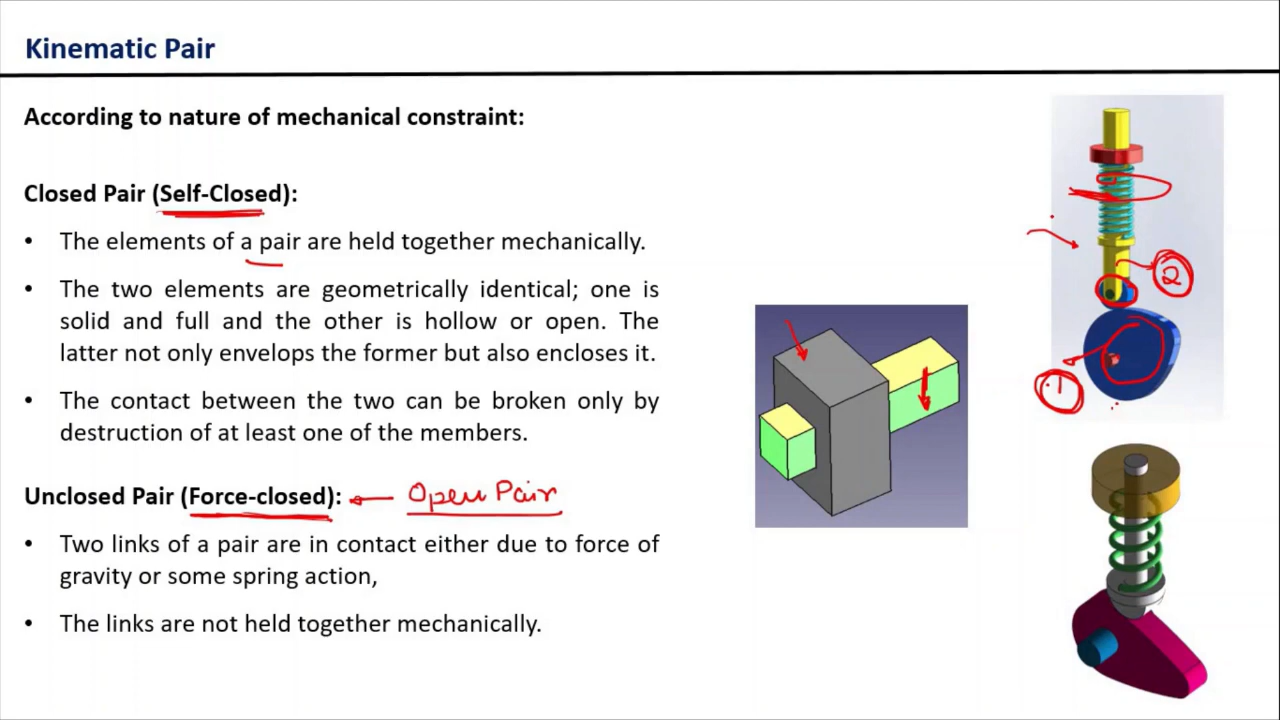 Kinematic Pair
According to nature of mechanical constraint:
Closed Pair (Self-Closed):
• The elements of a pair are held together mechanically.
• The two elements are geometrically identical; one is
solid and full and the other is hollow or open. The
latter not only envelops the former but also encloses it.
• The contact between the two can be broken only by
destruction of at least one of the members.
Unclosed Pair (Force-closed): Open Pair
• Two links of a pair are in contact either due to force of
gravity or some spring action,
• The links are not held together mechanically.
2
1